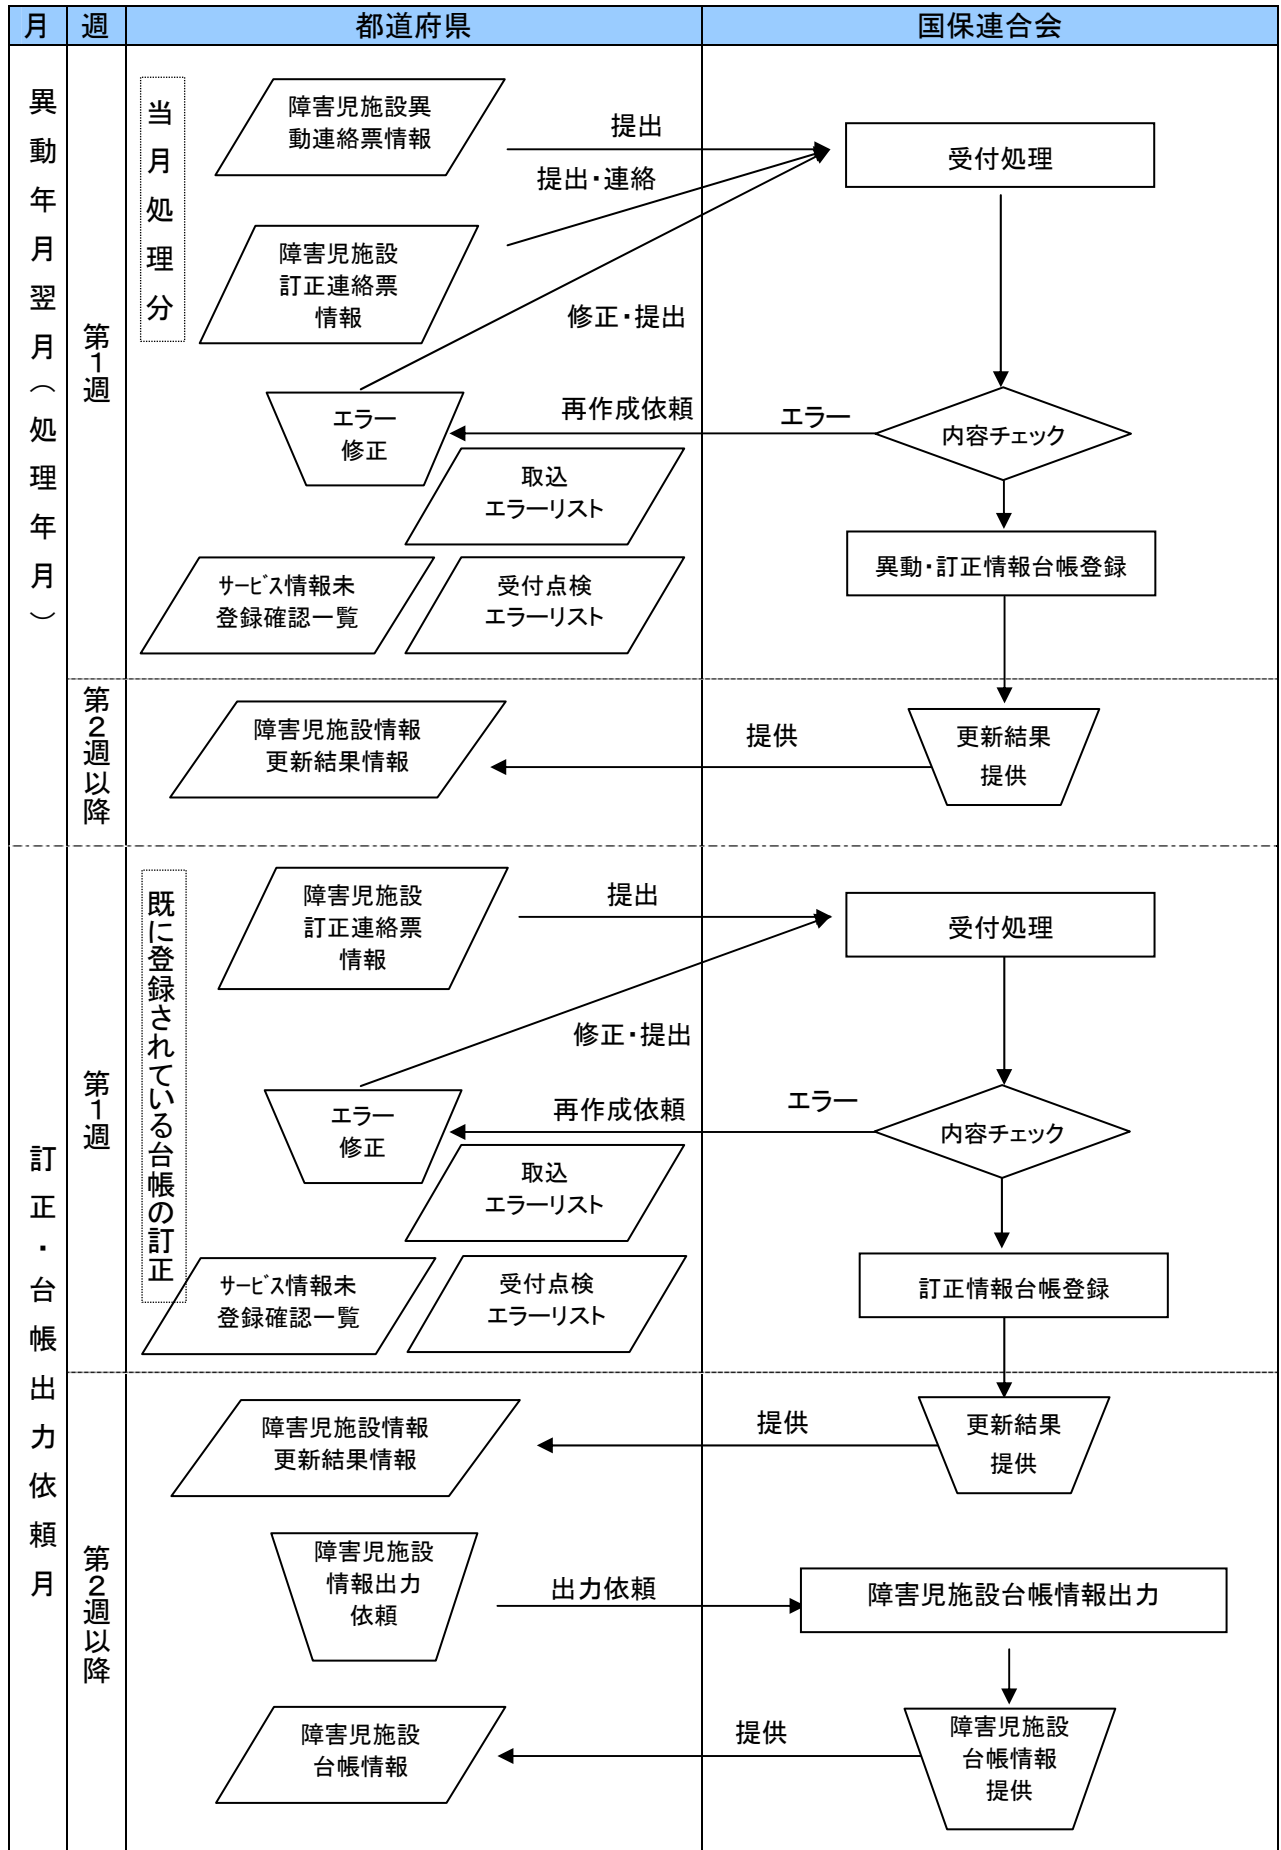 月
週
都道府県
国保連合会
異動年月翌月（処理年月）
第1週
当月処理分
障害児施設異
動連絡票情報
提出
受付処理
提出・連絡
障害児施設
訂正連絡票
情報
修正・提出
エラー
修正
再作成依頼
エラー
内容チェック
取込
エラーリスト
異動・訂正情報台帳登録
サービス情報未
登録確認一覧
受付点検
エラーリスト
第2週以降
障害児施設情報
更新結果情報
提供
更新結果
提供
訂正・台帳出力依頼月
第1週
既に登録されている台帳の訂正
障害児施設
訂正連絡票
情報
提出
受付処理
修正・提出
エラー
修正
再作成依頼
エラー
内容チェック
取込
エラーリスト
訂正情報台帳登録
サービス情報未
登録確認一覧
受付点検
エラーリスト
第2週以降
障害児施設情報
更新結果情報
提供
更新結果
提供
障害児施設
情報出力
依頼
出力依頼
障害児施設台帳情報出力
障害児施設
台帳情報
提供
障害児施設
台帳情報
提供